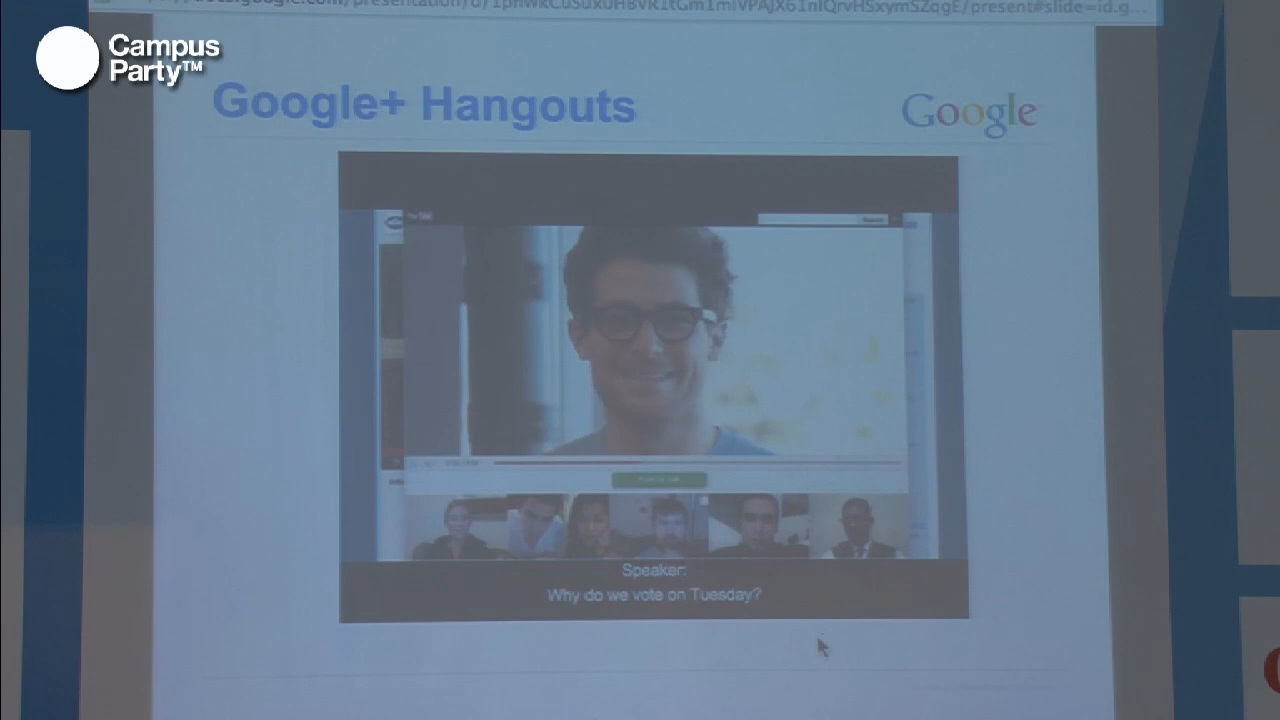 Campus
Party™
Google+ Hangouts
Google
Speaker:
Why do we vote on Tuesday?